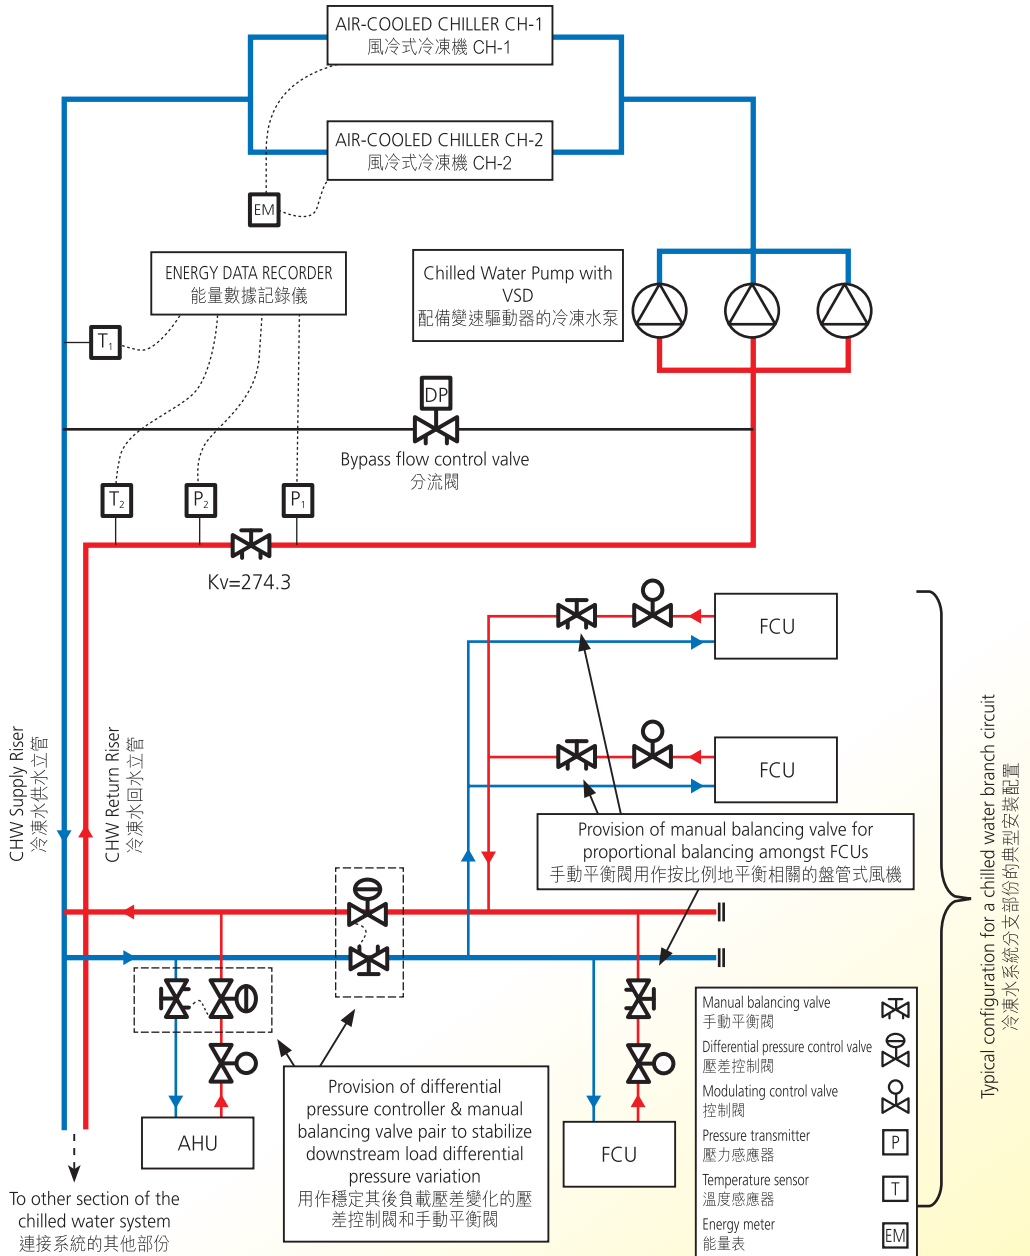 AIR-COOLED CHILLER CH-1
風冷式冷凍機 CH-1
AIR-COOLED CHILLER CH-2
風冷式冷凍機 CH-2
EM
ENERGY DATA RECORDER
能量數據記錄儀
Chilled Water Pump with
VSD
配備變速驅動器的冷凍水泵
T1
DP
Bypass flow control valve
分流閥
T2
P2
P1
Kv=274.3
FCU
FCU
CHW Supply Riser
冷凍水供水立管
CHW Return Riser
冷凍水回水立管
Provision of manual balancing valve for
proportional balancing amongst FCUs
手動平衡閥用作按比例地平衡相關的盤管式風機
Typical configuration for a chilled water branch circuit
冷凍水系統分支部份的典型安裝配置
AHU
Provision of differential
pressure controller & manual
balancing valve pair to stabilize
downstream load differential
pressure variation
用作穩定其後負載壓差變化的壓
差控制閥和手動平衡閥
FCU
To other section of the
chilled water system
連接系統的其他部份
Manual balancing valve
手動平衡閥
Differential pressure control valve
壓差控制閥
Modulating control valve
控制閥
Pressure transmitter
壓力感應器
P
Temperature sensor
溫度感應器
T
Energy meter
能量表
EM